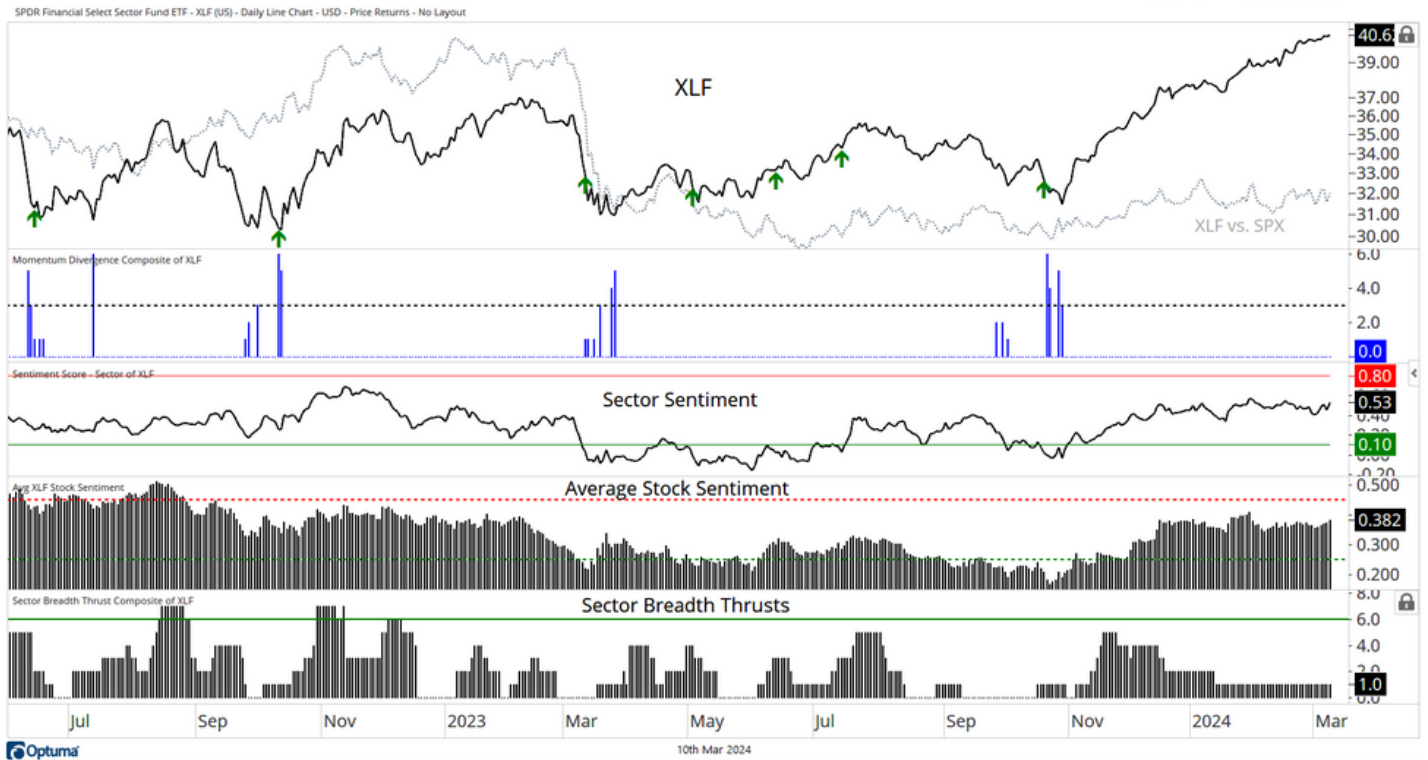 SPDR Financial Select Sector Fund ETF - XLF (US) - Daily Line Chart - USD - Price Returns - No Layout
XLF
XLF vs. SPX
40.62
39.00
37.00
36.00
35.00
34.00
33.00
32.00
31.00
30.00
Momentum Divergence Composite of XLF
6.0
4.0
2.0
0.0
Sentiment Score - Sector of XLF
Sector Sentiment
0.80
0.53
0.40
0.10
Avg XLF Stock Sentiment
Average Stock Sentiment
0.500
0.382
0.300
0.200
Sector Breadth Thrust Composite of XLF
Sector Breadth Thrusts
8.0
6.0
4.0
2.0
1.0
0.0
Jul Sep Nov 2023 Mar May Jul Sep Nov 2024 Mar
Optuma
10th Mar 2024